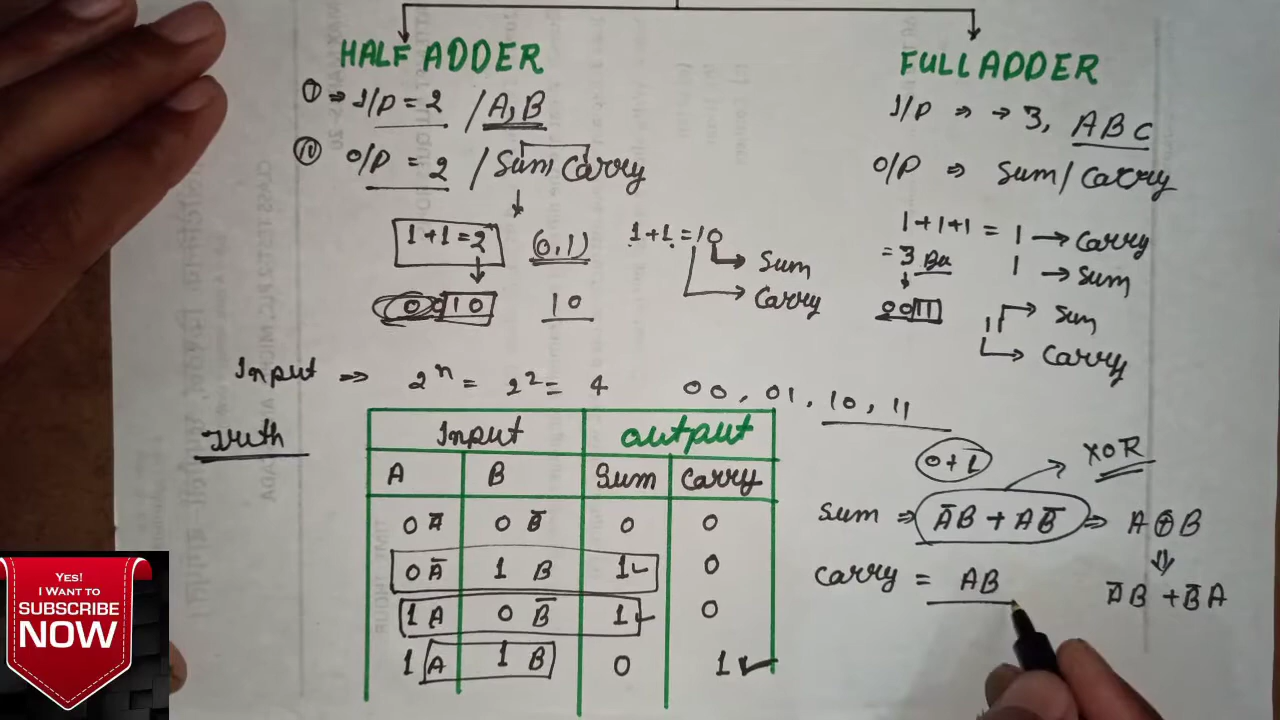 HALF ADDER
① ⇒ I/P = 2 / A, B
O/P = 2 / Sum Carry
1+1=2 (0,1) 1+1=10
Sum
Carry
10 10
FULL ADDER
I/P ⇒ → 3, A B C
O/P ⇒ Sum/Carry
1+1+1 = 1 → Carry
= 3 1 → Sum
0011
11 → Sum
→ Carry
Input ⇒ 2ⁿ = 2² = 4 00, 01, 10, 11
Truth
Input output
A B Sum Carry
0 A̅ 0 B̅ 0 0
0 A̅ 1 B 1 0
1 A 0 B̅ 1 0
1 A 1 B 0 1
0+1 XOR
Sum ⇒ A̅B + AB̅ ⇒ A⊕B
Carry = AB A̅B + B̅A
YES!
I WANT TO
SUBSCRIBE
NOW